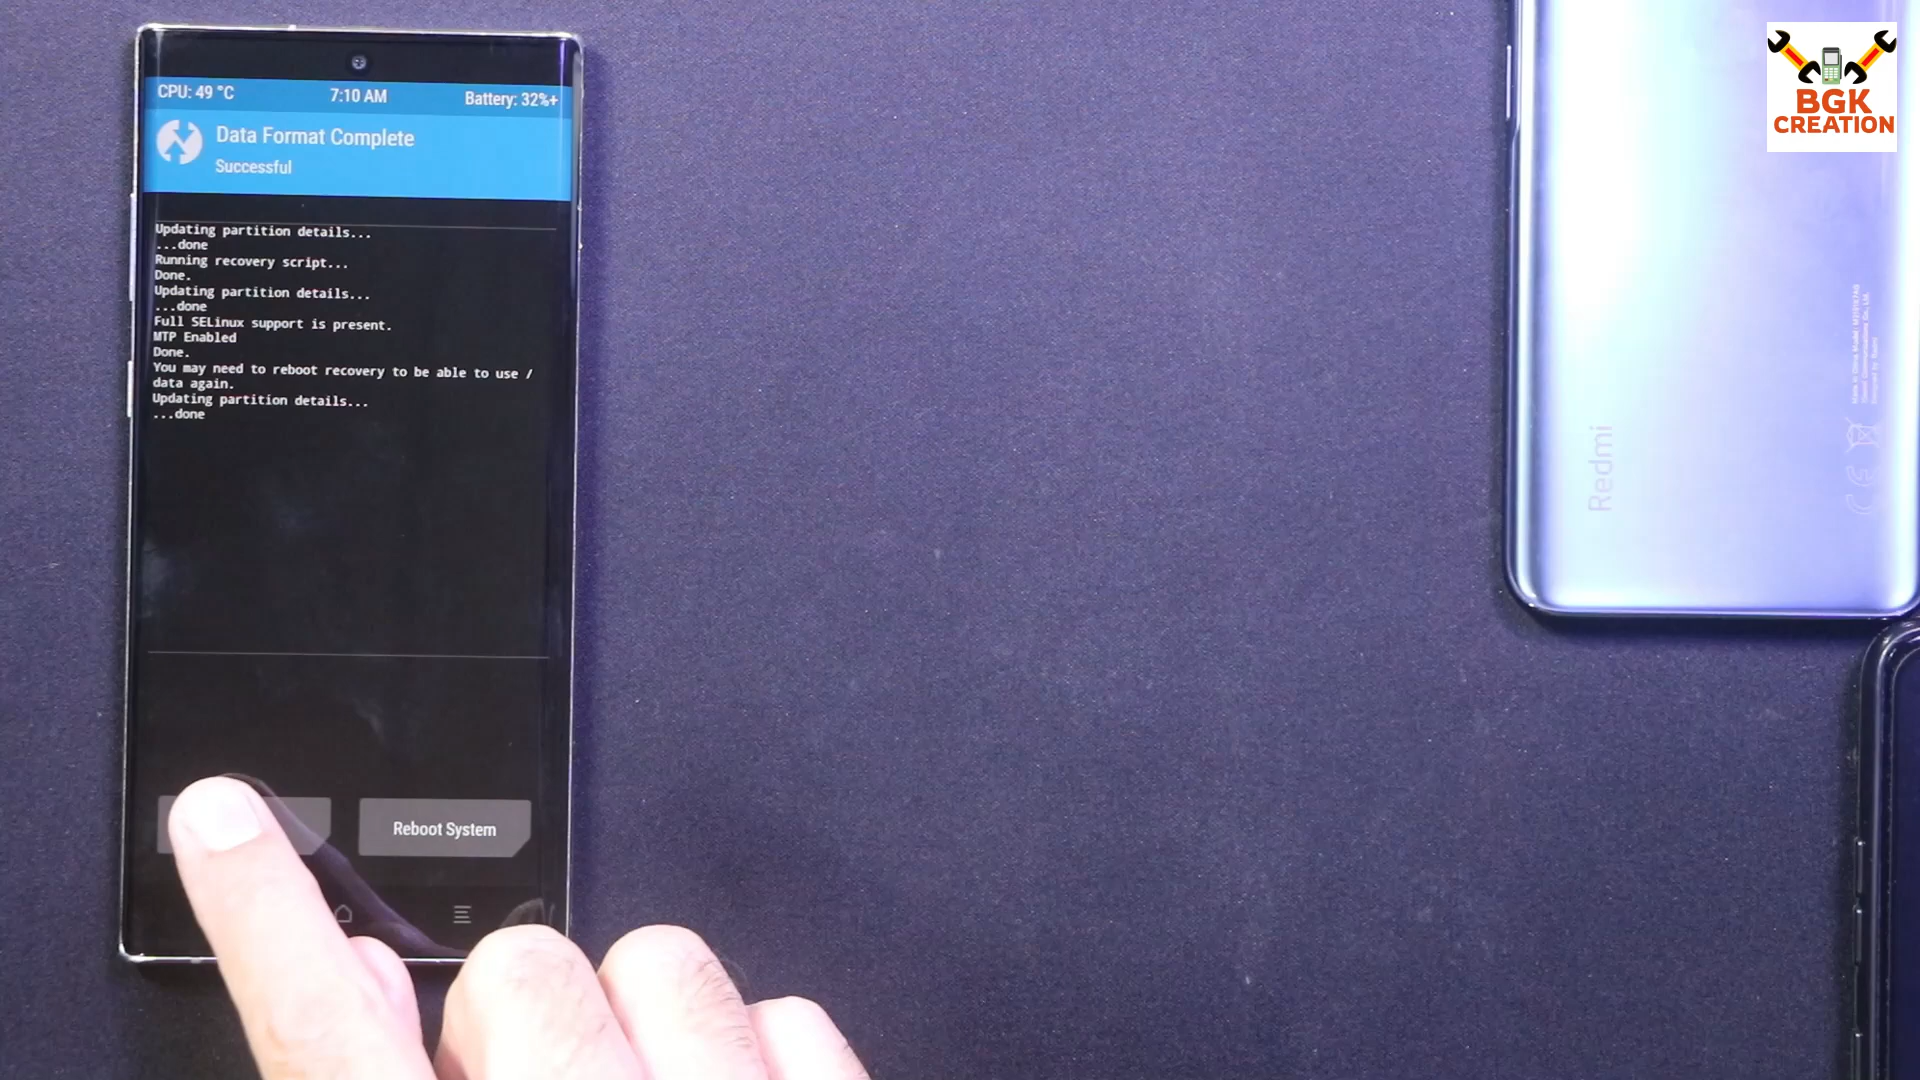 CPU: 49 °C 7:10 AM Battery: 32%+
Data Format Complete
Successful
Updating partition details...
...done
Running recovery script...
Done.
Updating partition details...
...done
Full SELinux support is present.
MTP Enabled
Done.
You may need to reboot recovery to be able to use /
data again.
Updating partition details...
...done
Reboot System
BGK
CREATION
Redmi